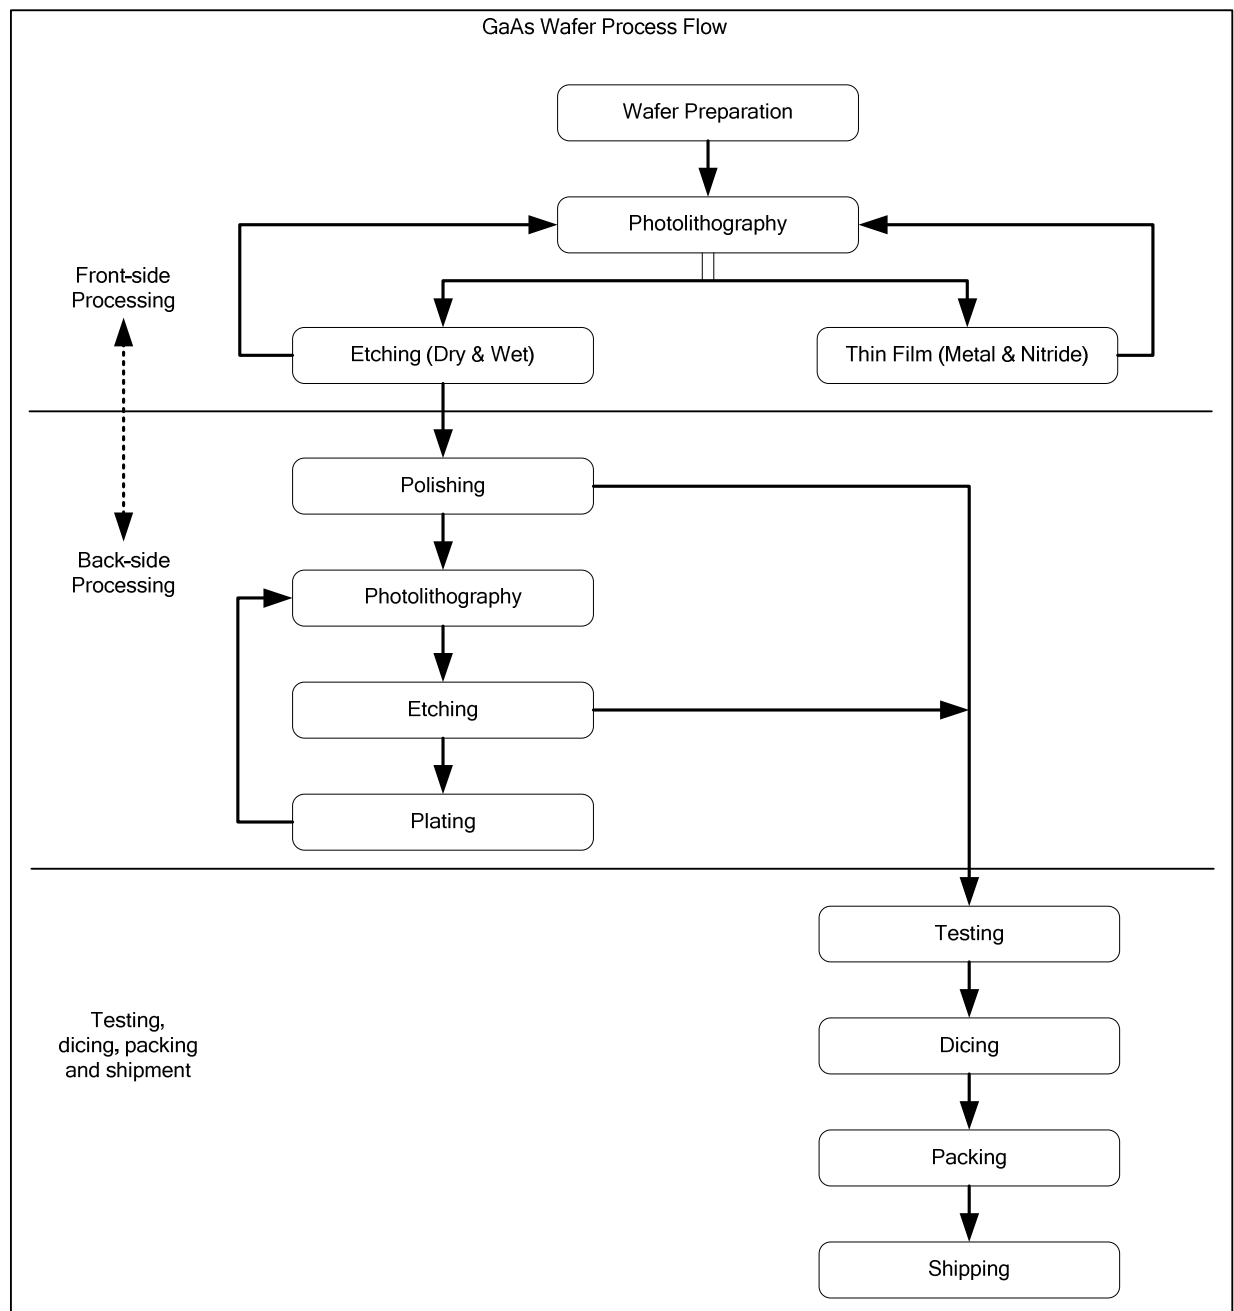 GaAs Wafer Process Flow
Wafer Preparation
Photolithography
Front-side
Processing
Etching (Dry & Wet)
Thin Film (Metal & Nitride)
Polishing
Back-side
Processing
Photolithography
Etching
Plating
Testing
Testing,
dicing, packing
and shipment
Dicing
Packing
Shipping